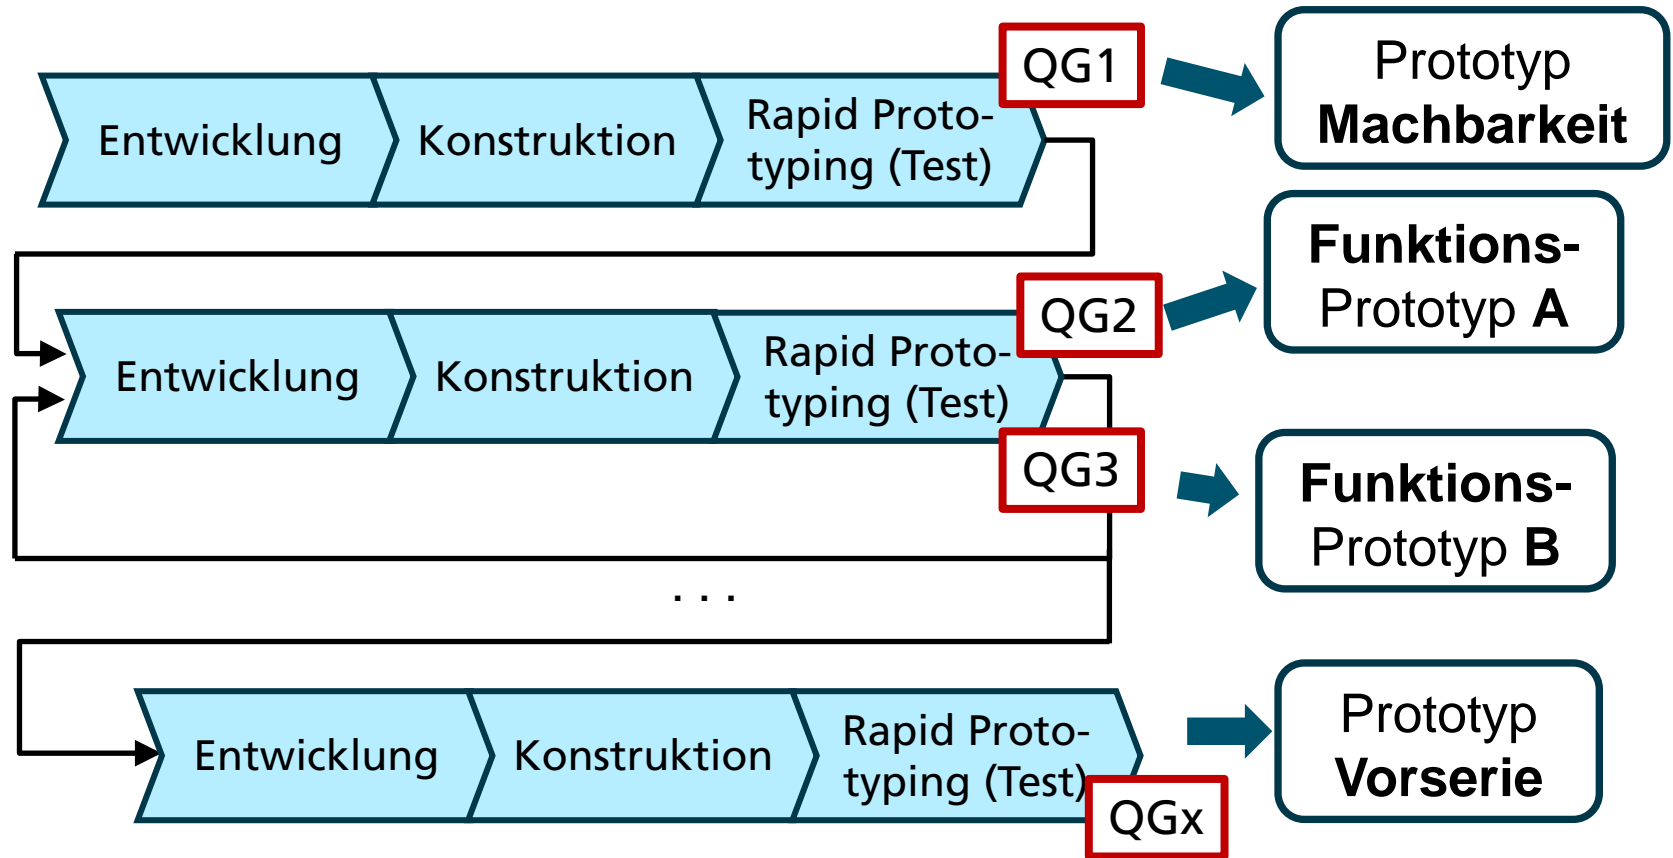 QG1
Prototyp
Machbarkeit
Entwicklung
Konstruktion
Rapid Proto-
typing (Test)
Funktions-
Prototyp A
QG2
Entwicklung
Konstruktion
Rapid Proto-
typing (Test)
QG3
Funktions-
Prototyp B
. . .
Entwicklung
Konstruktion
Rapid Proto-
typing (Test)
QGx
Prototyp
Vorserie